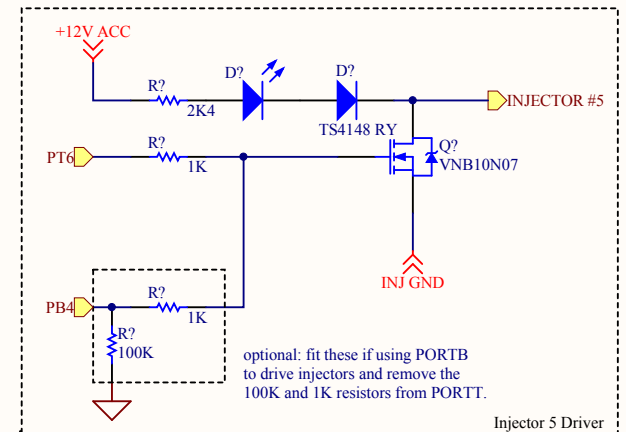 +12V ACC
R?
2K4
D?
D?
TS4148 RY
INJECTOR #5
PT6
R?
1K
Q?
VNB10N07
INJ GND
PB4
R?
1K
R?
100K
optional: fit these if using PORTB
to drive injectors and remove the
100K and 1K resistors from PORTT.
Injector 5 Driver